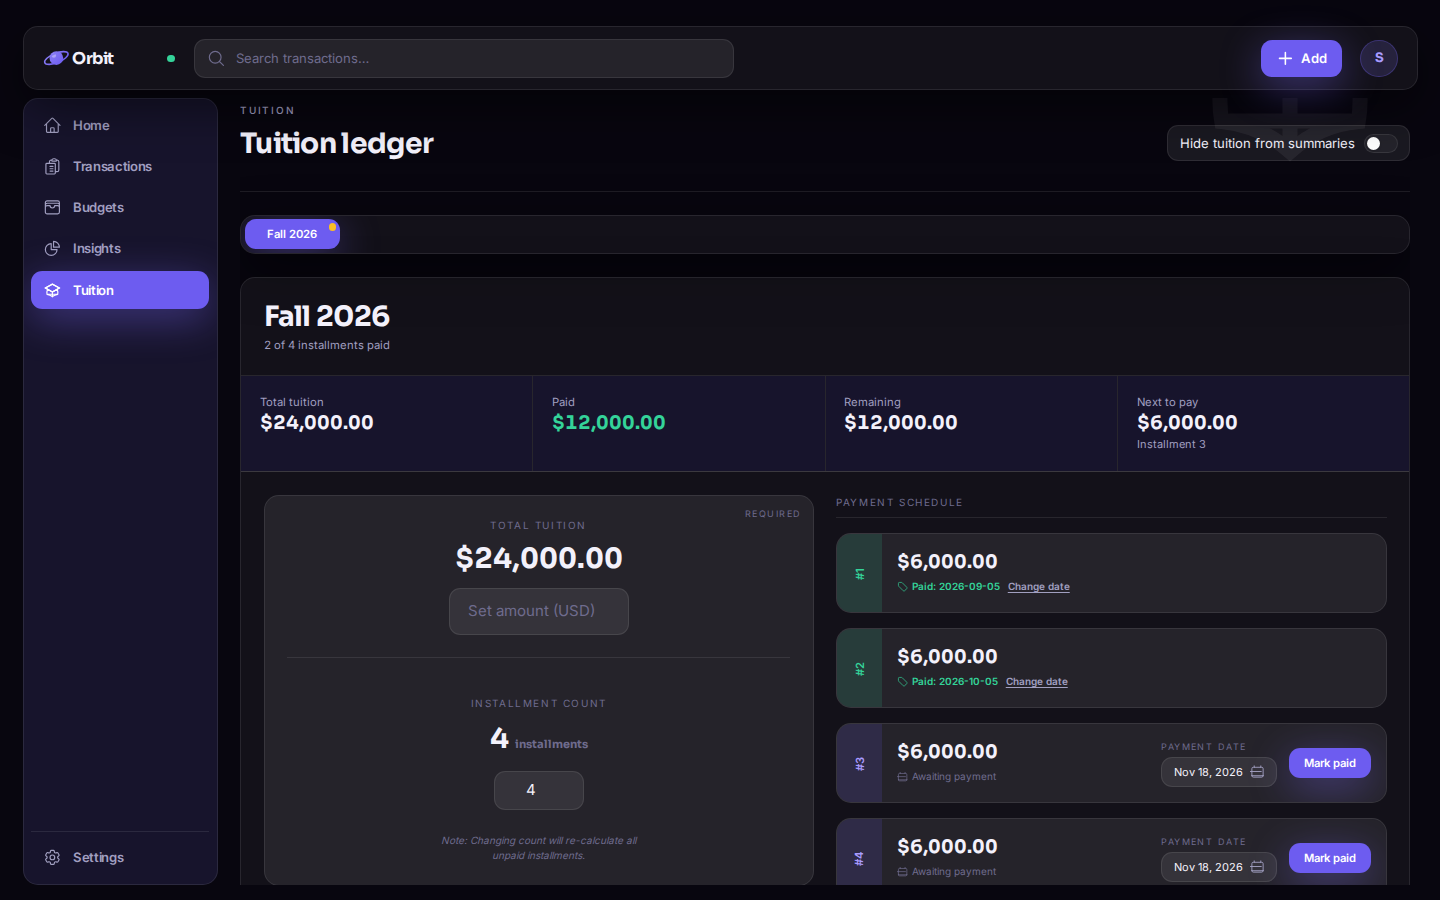 Orbit
Search transactions...
Add
S
Home
Transactions
Budgets
Insights
Tuition
Settings
TUITION
Tuition ledger
Hide tuition from summaries
Fall 2026
Fall 2026
2 of 4 installments paid
Total tuition
$24,000.00
Paid
$12,000.00
Remaining
$12,000.00
Next to pay
$6,000.00
Installment 3
REQUIRED
TOTAL TUITION
$24,000.00
Set amount (USD)
INSTALLMENT COUNT
4 installments
4
Note: Changing count will re-calculate all
unpaid installments.
PAYMENT SCHEDULE
#1
$6,000.00
Paid: 2026-09-05 Change date
#2
$6,000.00
Paid: 2026-10-05 Change date
#3
$6,000.00
Awaiting payment
PAYMENT DATE
Nov 18, 2026
Mark paid
#4
$6,000.00
Awaiting payment
PAYMENT DATE
Nov 18, 2026
Mark paid